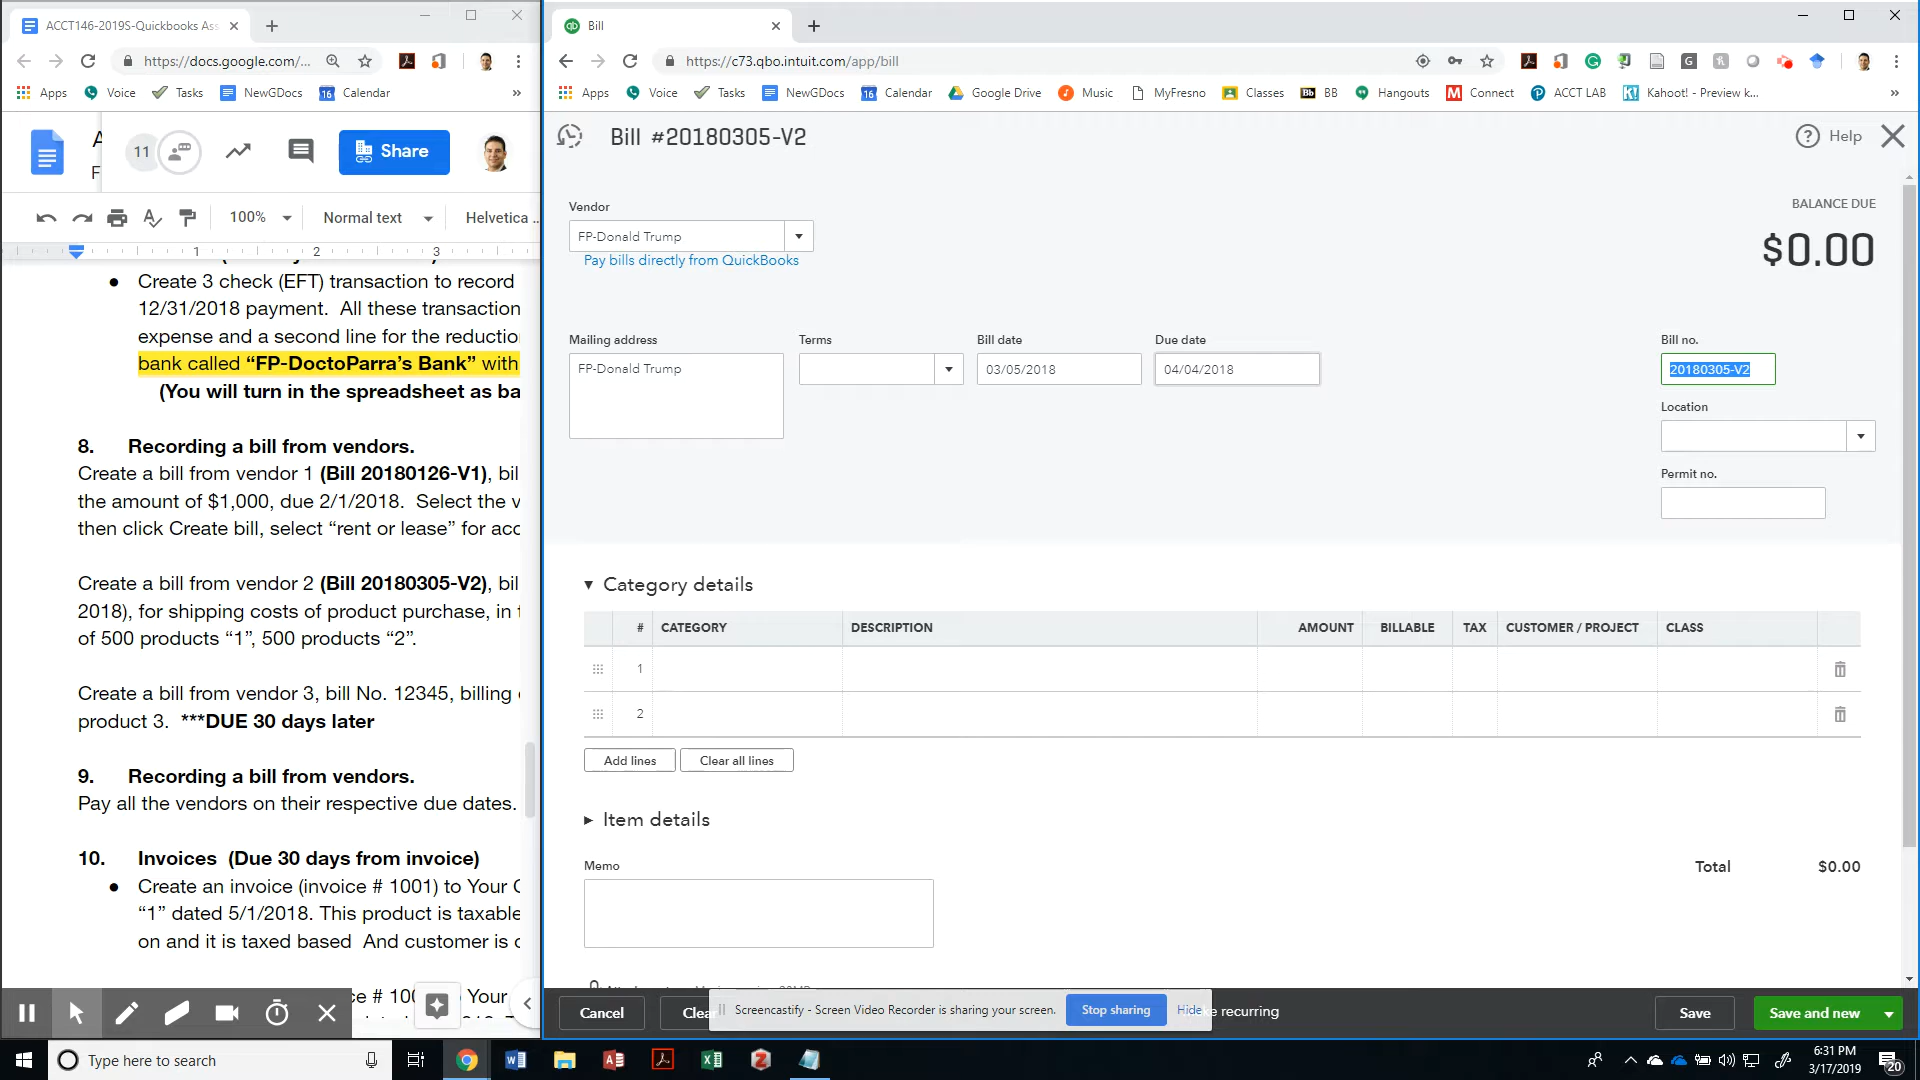 ACCT146-2019S-Quickbooks Ass
https://docs.google.com/...
Apps
Voice
Tasks
NewGDocs
Calendar
»
A
F
11
Share
100%
Normal text
Helvetica ...
1
2
3
● Create 3 check (EFT) transaction to record
12/31/2018 payment. All these transaction
expense and a second line for the reductio
bank called “FP-DoctoParra’s Bank” with
(You will turn in the spreadsheet as ba
8. Recording a bill from vendors.
Create a bill from vendor 1 (Bill 20180126-V1), bil
the amount of $1,000, due 2/1/2018. Select the v
then click Create bill, select “rent or lease” for acc
Create a bill from vendor 2 (Bill 20180305-V2), bil
2018), for shipping costs of product purchase, in t
of 500 products “1”, 500 products “2”.
Create a bill from vendor 3, bill No. 12345, billing
product 3. ***DUE 30 days later
9. Recording a bill from vendors.
Pay all the vendors on their respective due dates.
10. Invoices (Due 30 days from invoice)
● Create an invoice (invoice # 1001) to Your C
“1” dated 5/1/2018. This product is taxable
on and it is taxed based And customer is c
ce # 100
Your
Bill
https://c73.qbo.intuit.com/app/bill
Apps
Voice
Tasks
NewGDocs
Calendar
Google Drive
Music
MyFresno
Classes
BB
Hangouts
Connect
ACCT LAB
Kahoot! - Preview k...
»
Bill #20180305-V2
Help
Vendor
BALANCE DUE
FP-Donald Trump
Pay bills directly from QuickBooks
$0.00
Mailing address
Terms
Bill date
Due date
Bill no.
FP-Donald Trump
03/05/2018
04/04/2018
20180305-V2
Location
Permit no.
Category details
# CATEGORY DESCRIPTION AMOUNT BILLABLE TAX CUSTOMER / PROJECT CLASS
1
2
Add lines
Clear all lines
Item details
Memo
Total $0.00
Cancel
Clear
Screencastify - Screen Video Recorder is sharing your screen.
Stop sharing
Hide
ke recurring
Save
Save and new
Type here to search
6:31 PM
3/17/2019
20